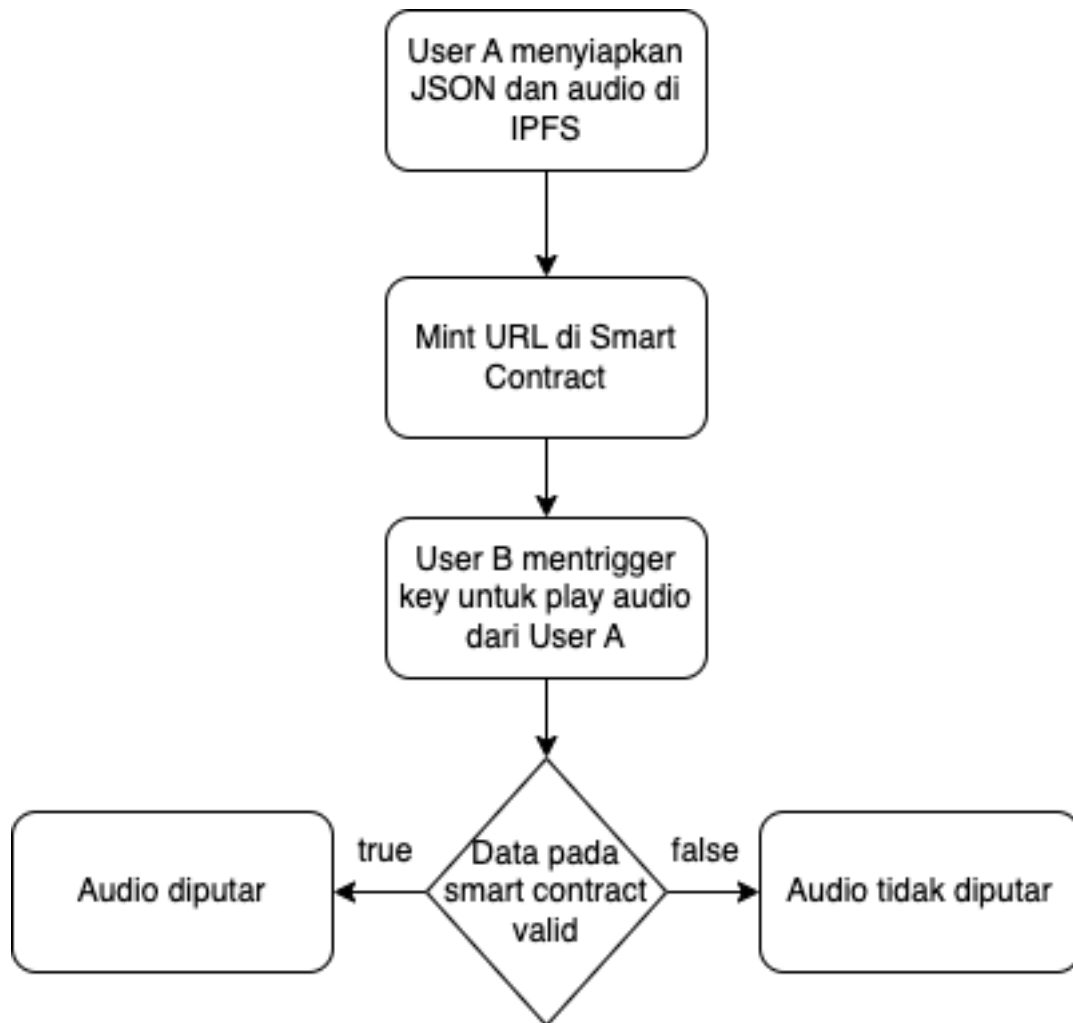 User A menyiapkan
JSON dan audio di
IPFS
Mint URL di Smart
Contract
User B mentrigger
key untuk play audio
dari User A
true
Data pada
smart contract
valid
false
Audio diputar
Audio tidak diputar